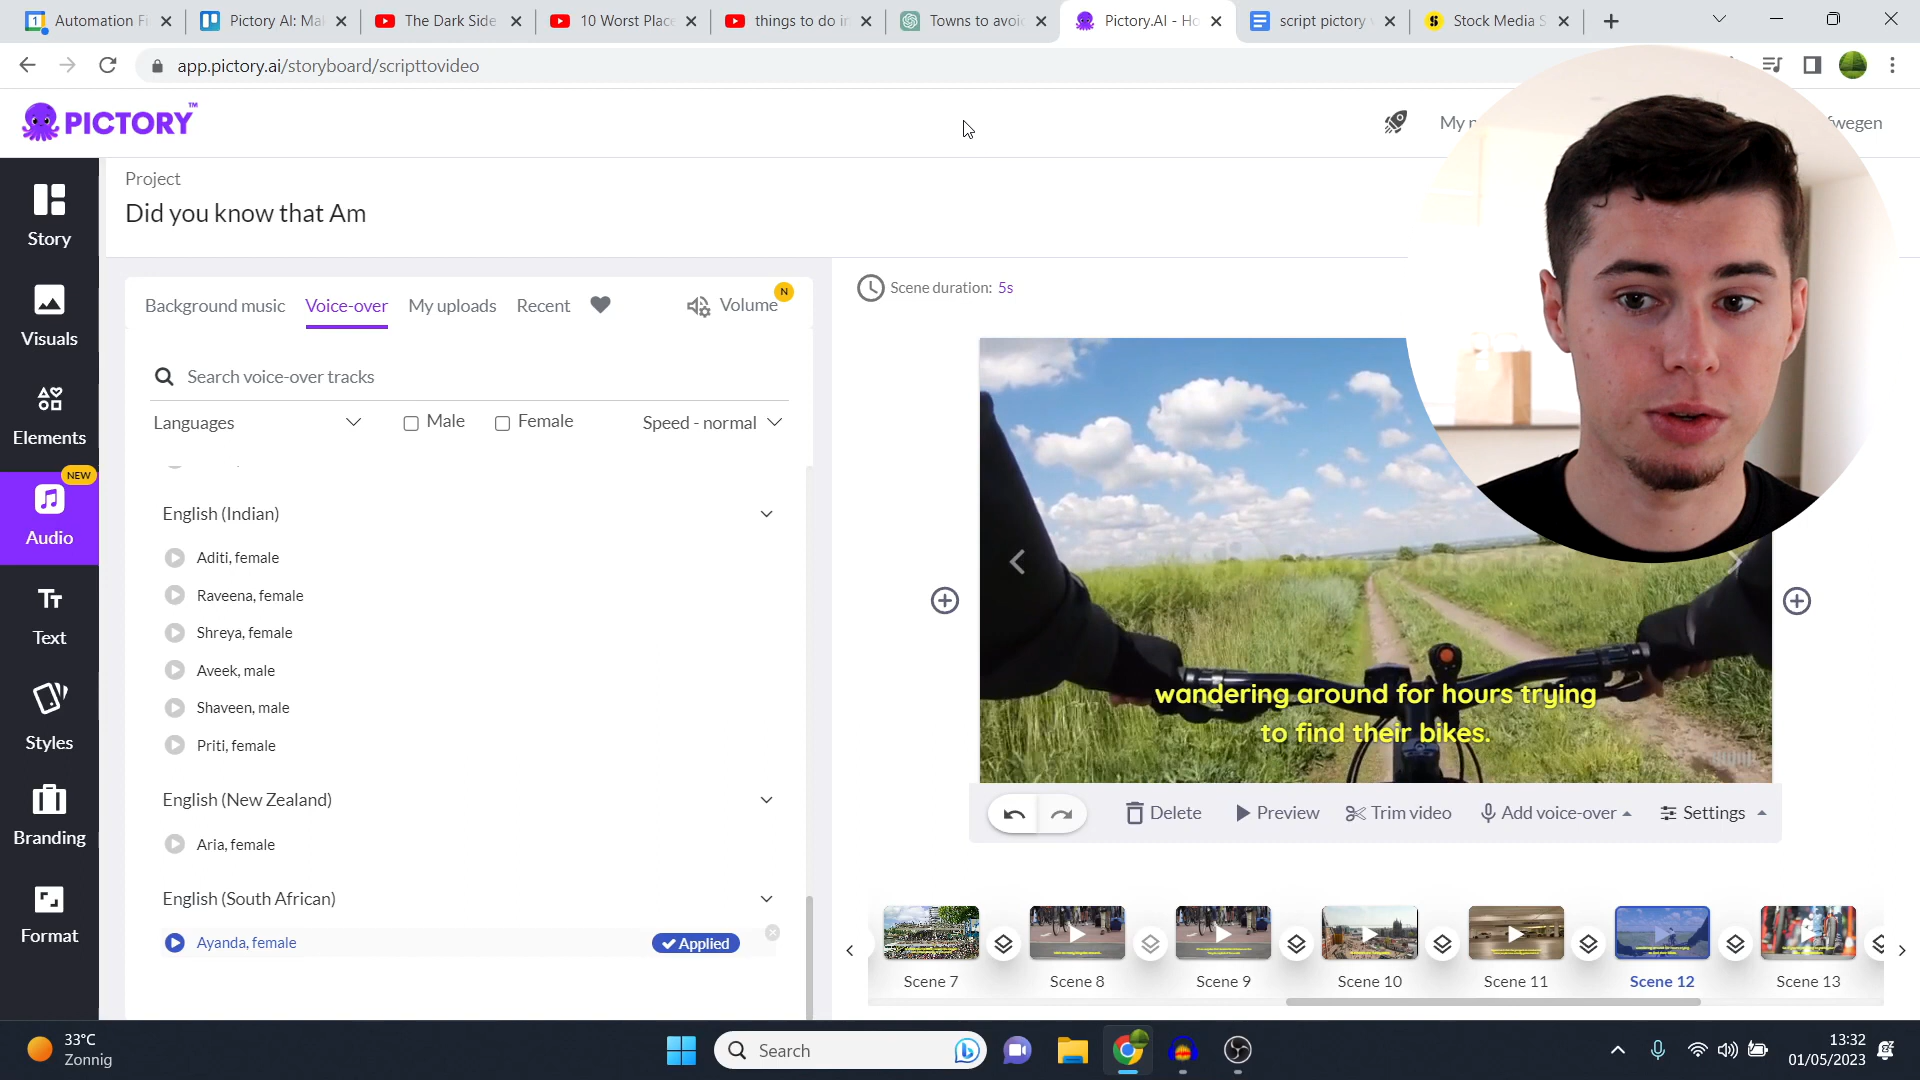 Automation Fi
Pictory AI: Mak
The Dark Side
10 Worst Place
things to do in
Towns to avoid
Pictory.AI - Ho
script pictory
Stock Media S
app.pictory.ai/storyboard/scripttovideo
PICTORY™
My
fwegen
Project
Did you know that Am
Story
Visuals
Elements
NEW
Audio
Text
Styles
Branding
Format
Background music
Voice-over
My uploads
Recent
Volume
N
Search voice-over tracks
Languages
Male
Female
Speed - normal
English (Indian)
Aditi, female
Raveena, female
Shreya, female
Aveek, male
Shaveen, male
Priti, female
English (New Zealand)
Aria, female
English (South African)
Ayanda, female
Applied
Scene duration: 5s
wandering around for hours trying
to find their bikes.
Delete
Preview
Trim video
Add voice-over
Settings
Scene 7
Scene 8
Scene 9
Scene 10
Scene 11
Scene 12
Scene 13
33°C
Zonnig
Search
13:32
01/05/2023